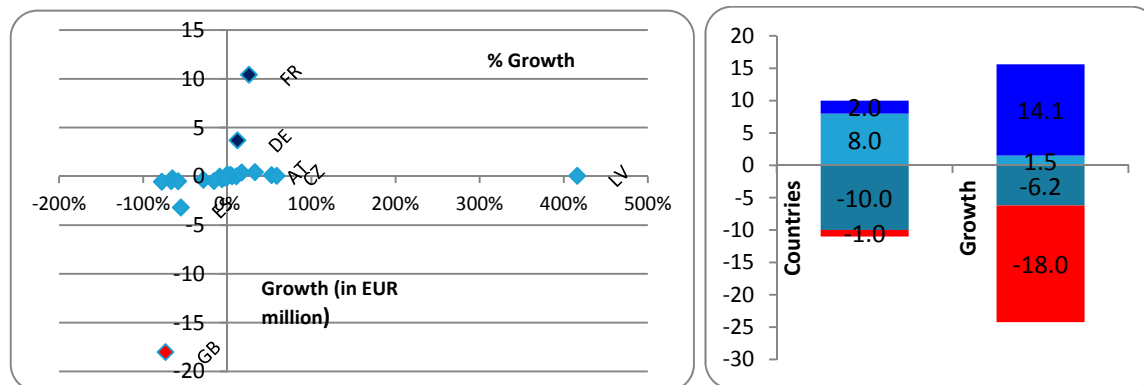 15
% Growth
10
FR
5
DE
AT
CZ
LV
0
-200% -100% 0% 100% 200% 300% 400% 500%
ES
-5
-10
Growth (in EUR
million)
-15
GB
-20
20
15
10
5
0
-5
-10
-15
-20
-25
-30
2.0
8.0
-10.0
-1.0
Countries
14.1
1.5
-6.2
-18.0
Growth